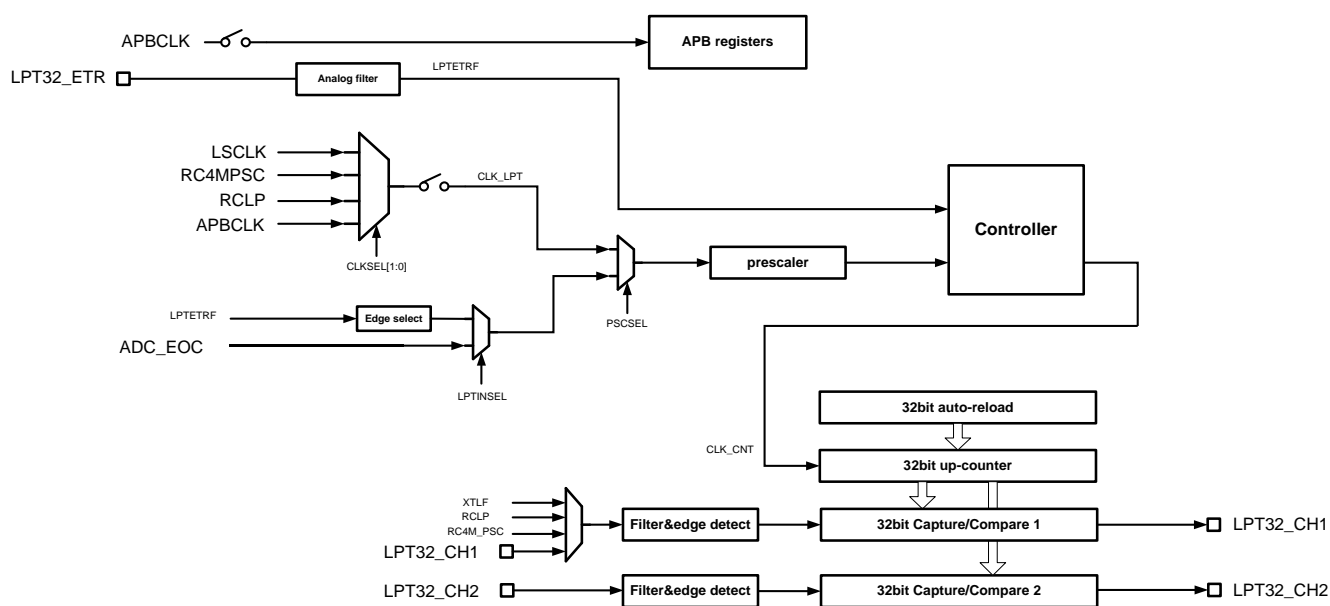 APBCLK
APB registers
LPT32_ETR
Analog filter
LPTETRF
LSCLK
RC4MPSC
RCLP
APBCLK
CLKSEL[1:0]
CLK_LPT
Controller
prescaler
PSCSEL
LPTETRF
Edge select
ADC_EOC
LPTINSEL
32bit auto-reload
CLK_CNT
32bit up-counter
XTLF
RCLP
RC4M_PSC
LPT32_CH1
Filter&edge detect
32bit Capture/Compare 1
LPT32_CH1
LPT32_CH2
Filter&edge detect
32bit Capture/Compare 2
LPT32_CH2